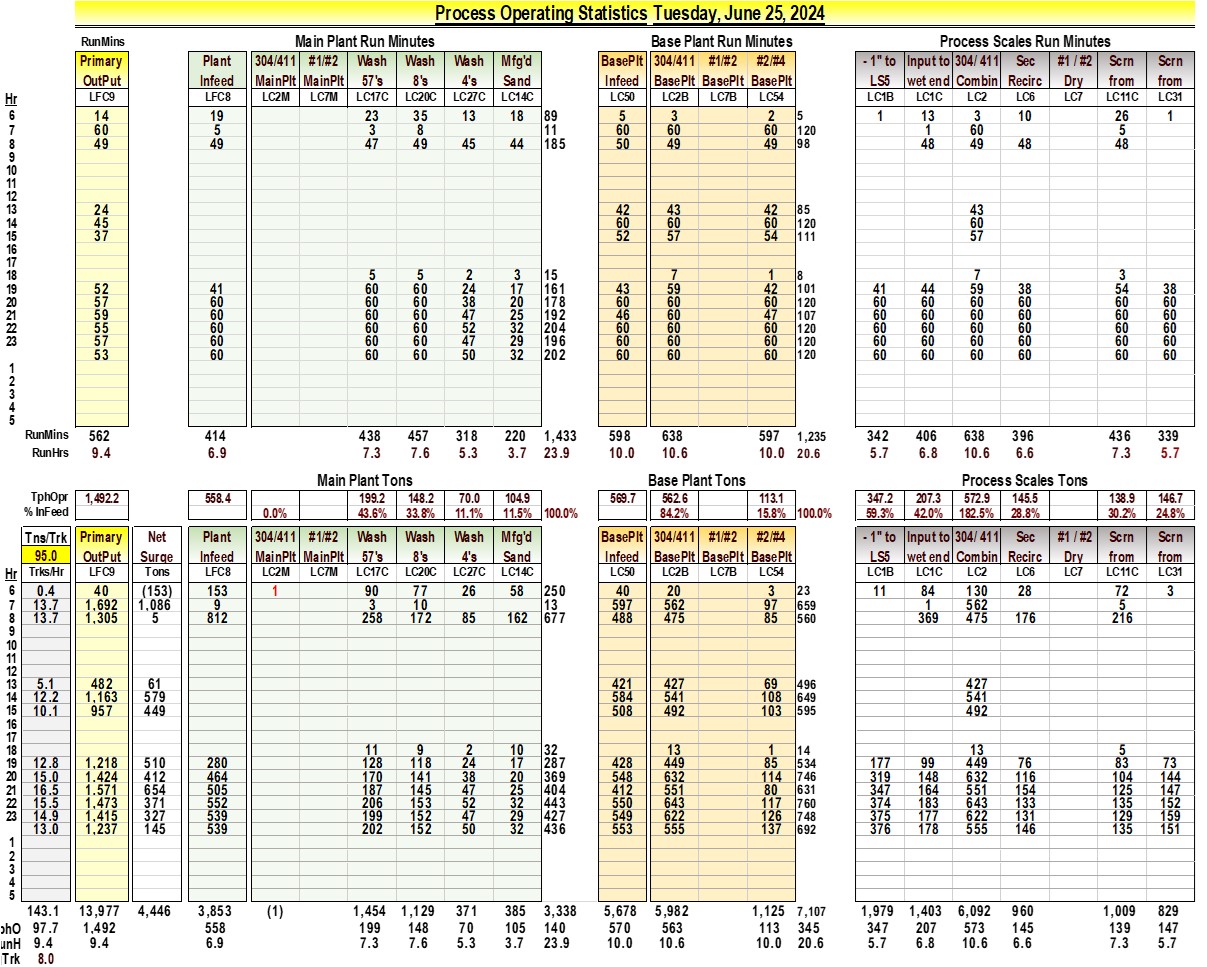 Process Operating Statistics Tuesday, June 25, 2024
RunMins Main Plant Run Minutes Base Plant Run Minutes Process Scales Run Minutes
Primary Plant 304/411 #1/#2 Wash Wash Wash Mfg'd BasePlt 304/411 #1/#2 #2/#4 - 1" to Input to 304/ 411 Sec #1 / #2 Scrn Scrn
OutPut Infeed MainPlt MainPlt 57's 8's 4's Sand Infeed BasePlt BasePlt BasePlt LS5 wet end Combin Recirc Dry from from
Hr LFC9 LFC8 LC2M LC7M LC17C LC20C LC27C LC14C LC50 LC2B LC7B LC54 LC1B LC1C LC2 LC6 LC7 LC11C LC31
6 14 19 23 35 13 18 89 5 3 2 5 1 13 3 10 26 1
7 60 5 3 8 11 60 60 60 120 1 60 5
8 49 49 47 49 45 44 185 50 49 49 98 48 49 48 48
9
10
11
12
13 24 42 43 42 85 43
14 45 60 60 60 120 60
15 37 52 57 54 111 57
16
17
18 5 5 2 3 15 7 1 8 7 3
19 52 41 60 60 24 17 161 43 59 42 101 41 44 59 38 54 38
20 57 60 60 60 38 20 178 60 60 60 120 60 60 60 60 60 60
21 59 60 60 60 47 25 192 46 60 47 107 60 60 60 60 60 60
22 55 60 60 60 52 32 204 60 60 60 120 60 60 60 60 60 60
23 57 60 60 60 47 29 196 60 60 60 120 60 60 60 60 60 60
53 60 60 60 50 32 202 60 60 60 120 60 60 60 60 60 60
1
2
3
4
5
RunMins 562 414 438 457 318 220 1,433 598 638 597 1,235 342 406 638 396 436 339
RunHrs 9.4 6.9 7.3 7.6 5.3 3.7 23.9 10.0 10.6 10.0 20.6 5.7 6.8 10.6 6.6 7.3 5.7
Main Plant Tons Base Plant Tons Process Scales Tons
TphOpr 1,492.2 558.4 199.2 148.2 70.0 104.9 569.7 562.6 113.1 347.2 207.3 572.9 145.5 138.9 146.7
% InFeed 0.0% 43.6% 33.8% 11.1% 11.5% 100.0% 84.2% 15.8% 100.0% 59.3% 42.0% 182.5% 28.8% 30.2% 24.8%
Tns/Trk Primary Net Plant 304/411 #1/#2 Wash Wash Wash Mfg'd BasePlt 304/411 #1/#2 #2/#4 - 1" to Input to 304/ 411 Sec #1 / #2 Scrn Scrn
95.0 OutPut Surge Infeed MainPlt MainPlt 57's 8's 4's Sand Infeed BasePlt BasePlt BasePlt LS5 wet end Combin Recirc Dry from from
Hr Trks/Hr LFC9 Tons LFC8 LC2M LC7M LC17C LC20C LC27C LC14C LC50 LC2B LC7B LC54 LC1B LC1C LC2 LC6 LC7 LC11C LC31
6 0.4 40 (153) 153 1 90 77 26 58 250 40 20 3 23 11 84 130 28 72 3
7 13.7 1,692 1,086 9 3 10 13 597 562 97 659 1 562 5
8 13.7 1,305 5 812 258 172 85 162 677 488 475 85 560 369 475 176 216
9
10
11
12
13 5.1 482 61 421 427 69 496 427
14 12.2 1,163 579 584 541 108 649 541
15 10.1 957 449 508 492 103 595 492
16
17
18 11 9 2 10 32 13 1 14 13 5
19 12.8 1,218 510 280 128 118 24 17 287 428 449 85 534 177 99 449 76 83 73
20 15.0 1,424 412 464 170 141 38 20 369 548 632 114 746 319 148 632 116 104 144
21 16.5 1,571 654 505 187 145 47 25 404 412 551 80 631 347 164 551 154 125 147
22 15.5 1,473 371 552 206 153 52 32 443 550 643 117 760 374 183 643 133 135 152
23 14.9 1,415 327 539 199 152 47 29 427 549 622 126 748 375 177 622 131 129 159
13.0 1,237 145 539 202 152 50 32 436 553 555 137 692 376 178 555 146 135 151
1
2
3
4
5
143.1 13,977 4,446 3,853 (1) 1,454 1,129 371 385 3,338 5,678 5,982 1,125 7,107 1,979 1,403 6,092 960 1,009 829
phO 97.7 1,492 558 199 148 70 105 140 570 563 113 345 347 207 573 145 139 147
unH 9.4 9.4 6.9 7.3 7.6 5.3 3.7 23.9 10.0 10.6 10.0 20.6 5.7 6.8 10.6 6.6 7.3 5.7
Trk 8.0